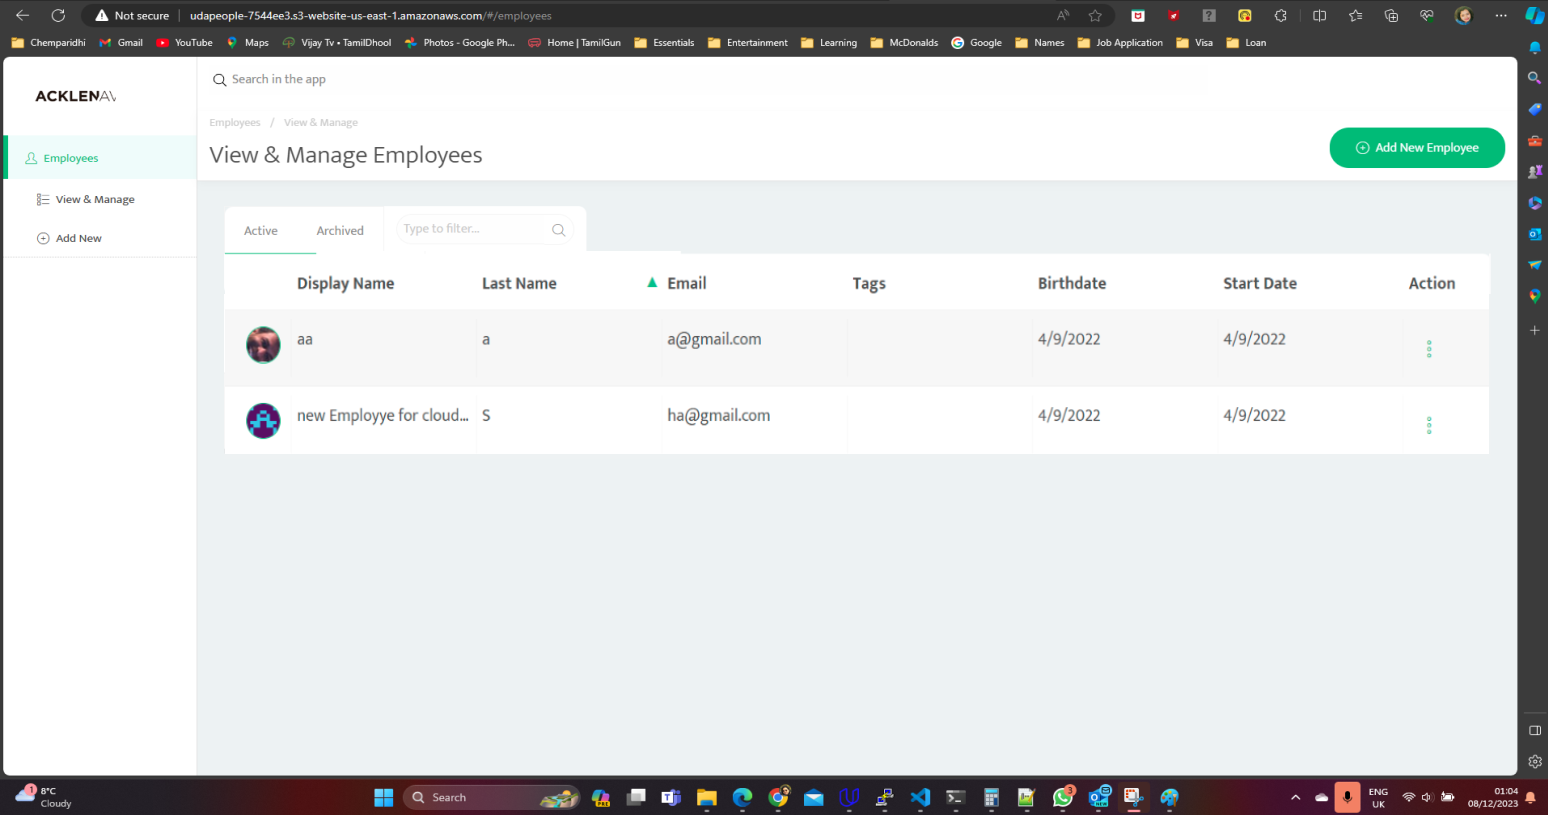 Not secure udapeople-7544ee3.s3-website-us-east-1.amazonaws.com/#/employees
Chemparidhi Gmail YouTube Maps Vijay Tv • TamilDhool Photos - Google Ph... Home | TamilGun Essentials Entertainment Learning McDonalds Google Names Job Application Visa Loan
ACKLENAV
Search in the app
Employees / View & Manage
View & Manage Employees
Add New Employee
Employees
View & Manage
Add New
Active Archived Type to filter...
Display Name Last Name Email Tags Birthdate Start Date Action
aa a a@gmail.com 4/9/2022 4/9/2022
new Employye for cloud... S ha@gmail.com 4/9/2022 4/9/2022
1 8°C
Cloudy
Search
PRE
3
NEW
ENG
UK
01:04
08/12/2023